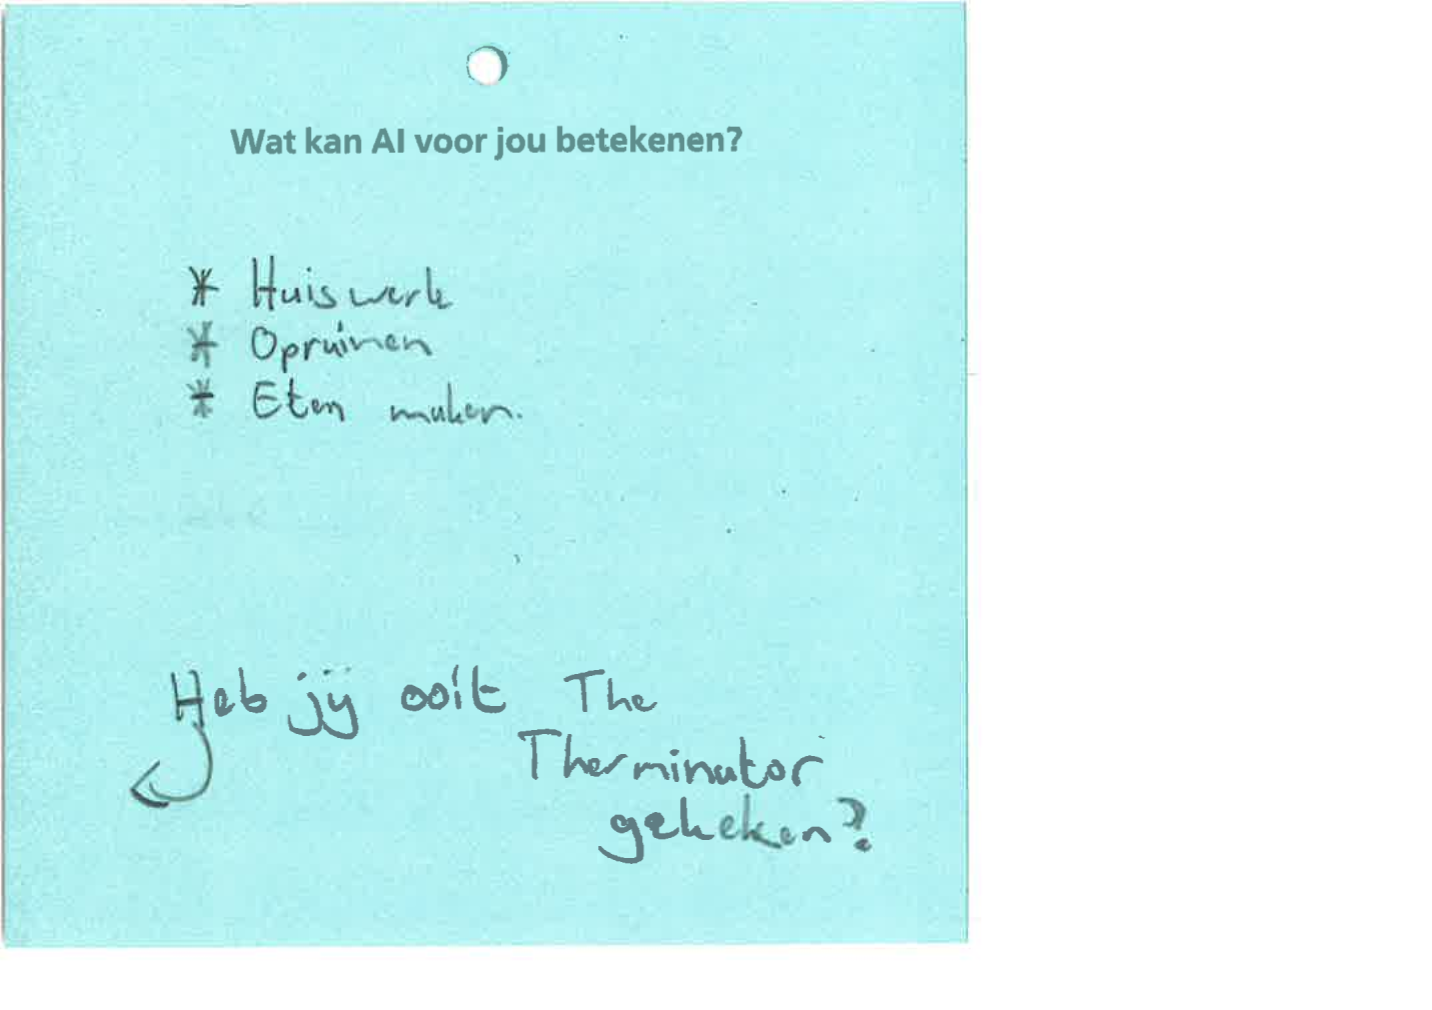 Wat kan AI voor jou betekenen?
* Huiswerk
* Opruimen
* Eten maken.
Heb jij ooit The
Therminator
gekeken?